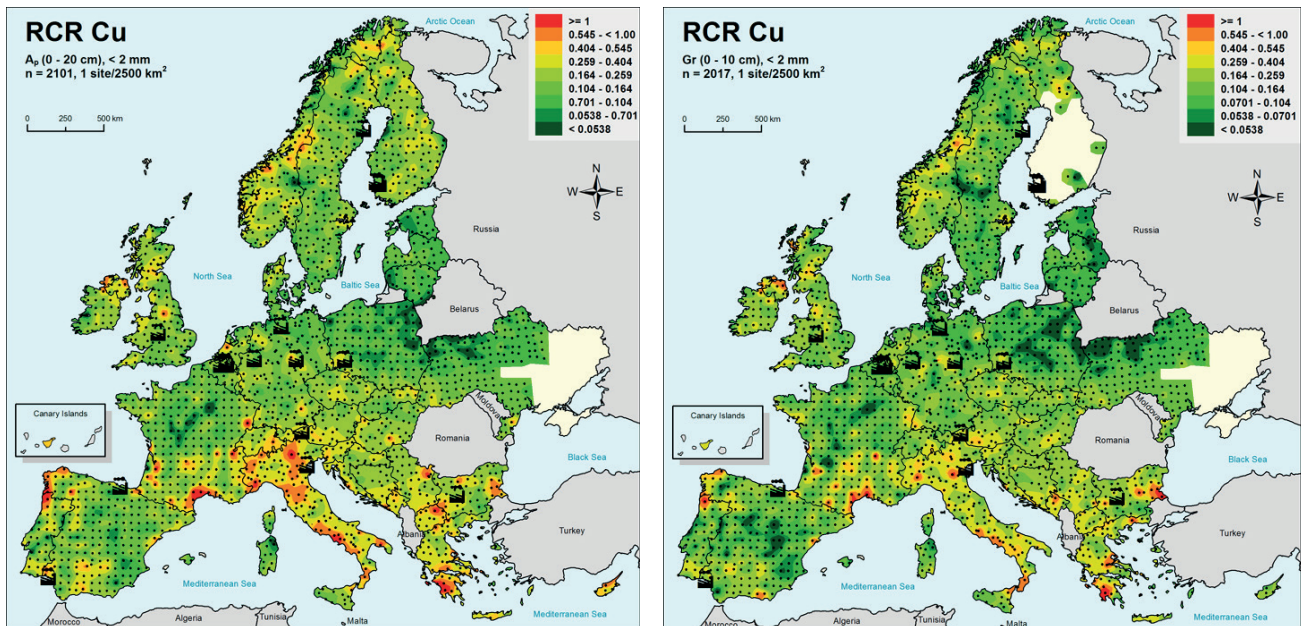 RCR Cu
Aₚ (0 - 20 cm), < 2 mm
n = 2101, 1 site/2500 km²
0 250 500 km
Arctic Ocean
>= 1
0.545 - < 1.00
0.404 - 0.545
0.259 - 0.404
0.164 - 0.259
0.104 - 0.164
0.701 - 0.104
0.0538 - 0.701
< 0.0538
N
W E
S
Russia
North Sea
Baltic Sea
Belarus
Canary Islands
Moldova
Romania
Black Sea
Albania
Turkey
Mediterranean Sea
Mediterranean Sea
Morocco
Algeria
Tunisia
Malta
RCR Cu
Gr (0 - 10 cm), < 2 mm
n = 2017, 1 site/2500 km²
0 250 500 km
Arctic Ocean
>= 1
0.545 - < 1.00
0.404 - 0.545
0.259 - 0.404
0.164 - 0.259
0.104 - 0.164
0.0701 - 0.104
0.0538 - 0.0701
< 0.0538
N
W E
S
Russia
North Sea
Baltic Sea
Belarus
Canary Islands
Moldova
Romania
Black Sea
Albania
Turkey
Mediterranean Sea
Mediterranean Sea
Morocco
Algeria
Tunisia
Malta